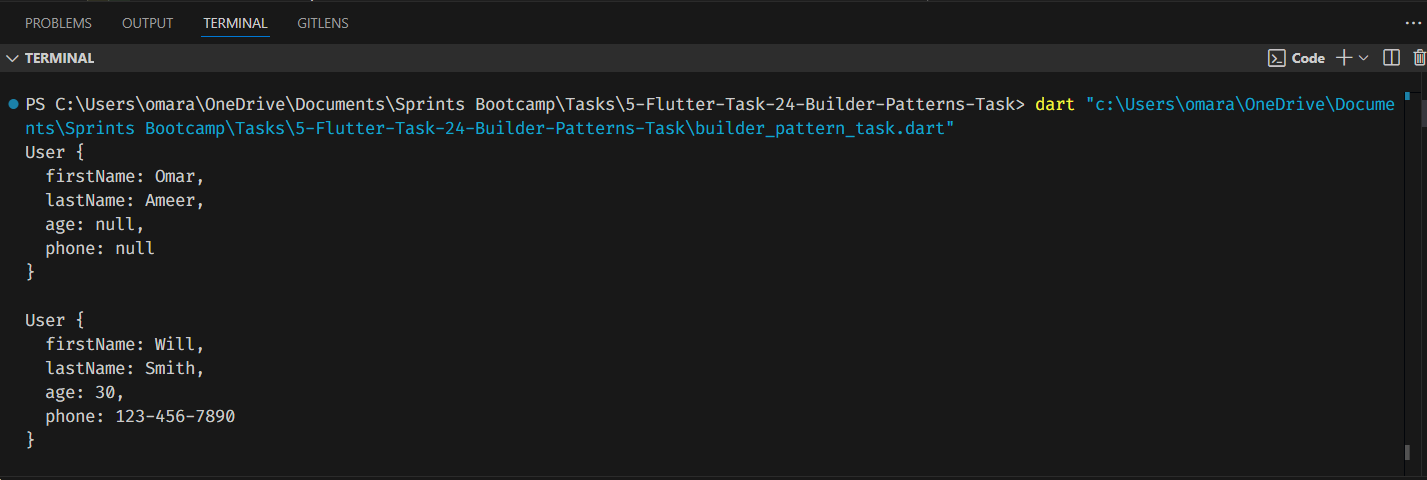 PROBLEMS OUTPUT TERMINAL GITLENS
TERMINAL Code
PS C:\Users\omara\OneDrive\Documents\Sprints Bootcamp\Tasks\5-Flutter-Task-24-Builder-Patterns-Task> dart "c:\Users\omara\OneDrive\Docume
nts\Sprints Bootcamp\Tasks\5-Flutter-Task-24-Builder-Patterns-Task\builder_pattern_task.dart"
User {
  firstName: Omar,
  lastName: Ameer,
  age: null,
  phone: null
}

User {
  firstName: Will,
  lastName: Smith,
  age: 30,
  phone: 123-456-7890
}